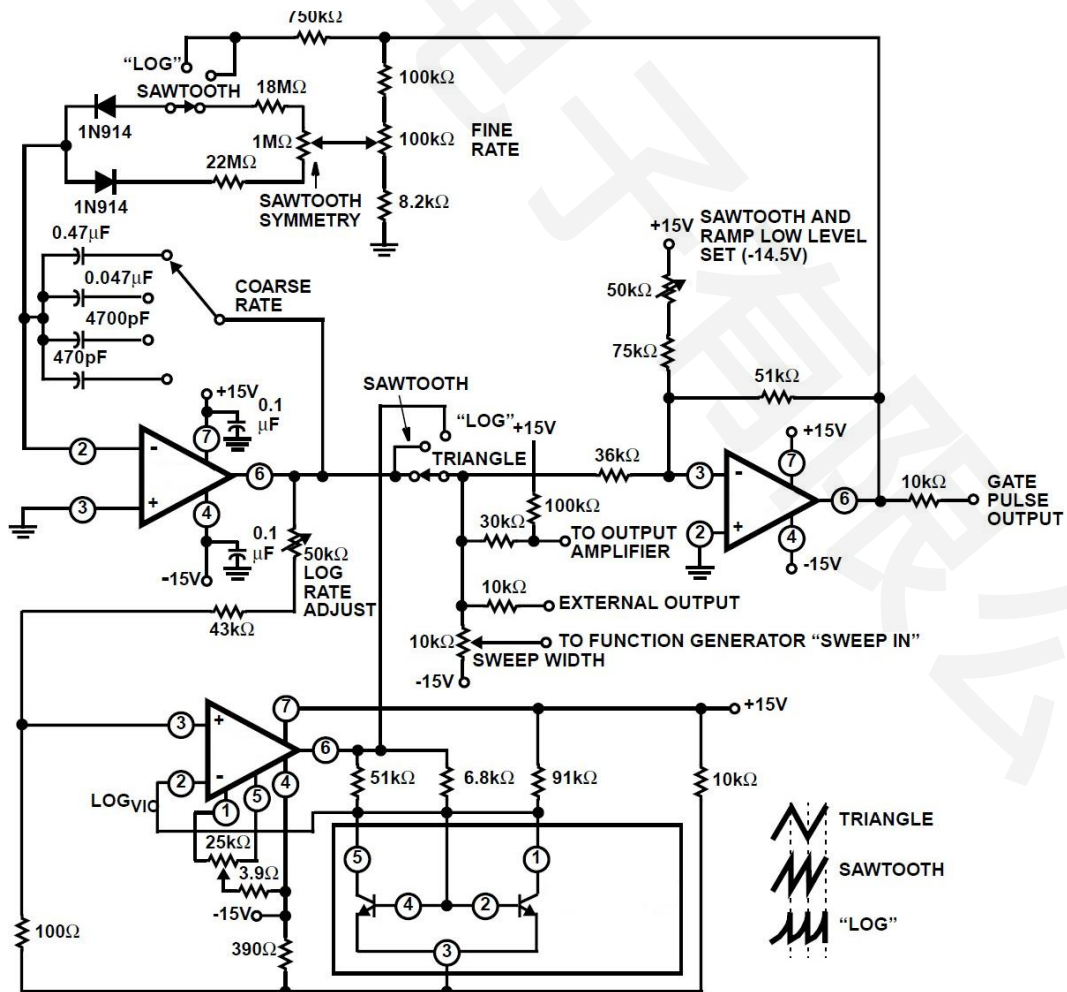 750kΩ
"LOG"
SAWTOOTH
18MΩ
100kΩ
1N914
1MΩ
100kΩ
FINE
RATE
22MΩ
1N914
SAWTOOTH
SYMMETRY
8.2kΩ
0.47μF
0.047μF
4700pF
470pF
COARSE
RATE
+15V
SAWTOOTH AND
RAMP LOW LEVEL
SET (-14.5V)
50kΩ
75kΩ
51kΩ
+15V
0.1
μF
7
2
-
6
3
+
4
0.1
μF
-15V
SAWTOOTH
"LOG"
+15V
TRIANGLE
36kΩ
100kΩ
30kΩ
TO OUTPUT
AMPLIFIER
+15V
7
3
-
6
2
+
4
-15V
10kΩ
GATE
PULSE
OUTPUT
50kΩ
LOG
RATE
ADJUST
43kΩ
10kΩ
EXTERNAL OUTPUT
10kΩ
TO FUNCTION GENERATOR "SWEEP IN"
SWEEP WIDTH
-15V
7
+15V
3
+
6
2
-
4
5
1
LOGVIO
51kΩ
6.8kΩ
91kΩ
10kΩ
25kΩ
3.9Ω
-15V
390Ω
100Ω
5
1
4
2
3
TRIANGLE
SAWTOOTH
"LOG"
电子有限公